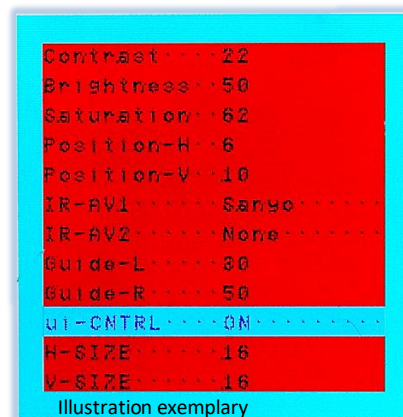 Contrast····22
Brightness··50
Saturation··62
Position-H··6
Position-V··10
IR-AV1······Sanyo······
IR-AV2······None·······
Guide-L·····30
Guide-R·····50
ui-CNTRL····ON·········
H-SIZE······16
V-SIZE······16
Illustration exemplary